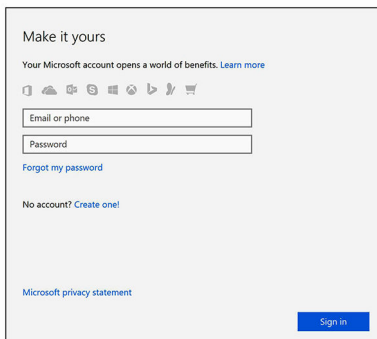 Make it yours
Your Microsoft account opens a world of benefits. Learn more
Email or phone
Password
Forgot my password
No account? Create one!
Microsoft privacy statement
Sign in